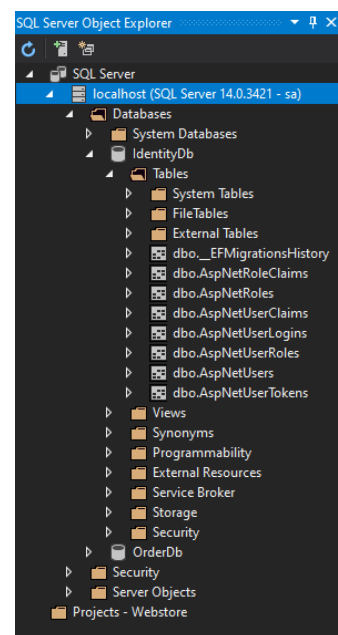 SQL Server Object Explorer
SQL Server
localhost (SQL Server 14.0.3421 - sa)
Databases
System Databases
IdentityDb
Tables
System Tables
FileTables
External Tables
dbo.__EFMigrationsHistory
dbo.AspNetRoleClaims
dbo.AspNetRoles
dbo.AspNetUserClaims
dbo.AspNetUserLogins
dbo.AspNetUserRoles
dbo.AspNetUsers
dbo.AspNetUserTokens
Views
Synonyms
Programmability
External Resources
Service Broker
Storage
Security
OrderDb
Security
Server Objects
Projects - Webstore